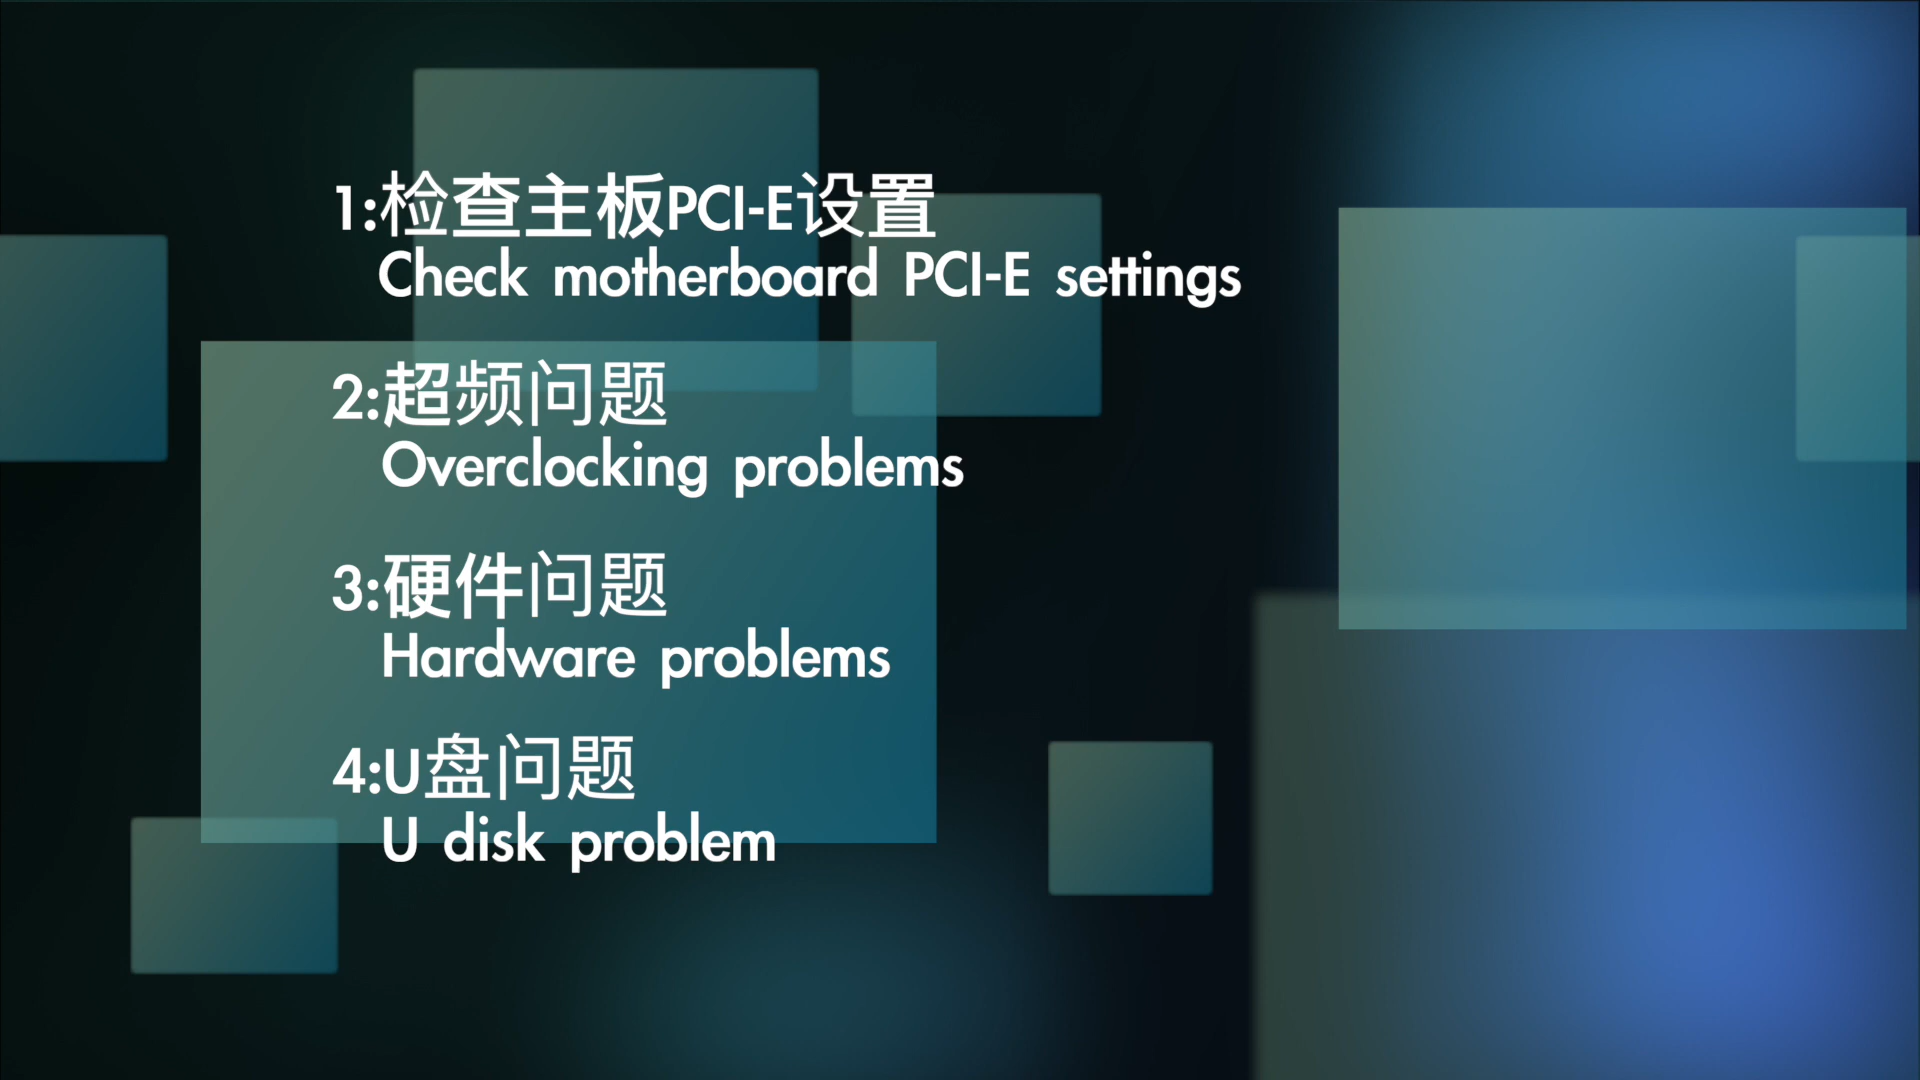 1:检查主板PCI-E设置
Check motherboard PCI-E settings
2:超频问题
Overclocking problems
3:硬件问题
Hardware problems
4:U盘问题
U disk problem